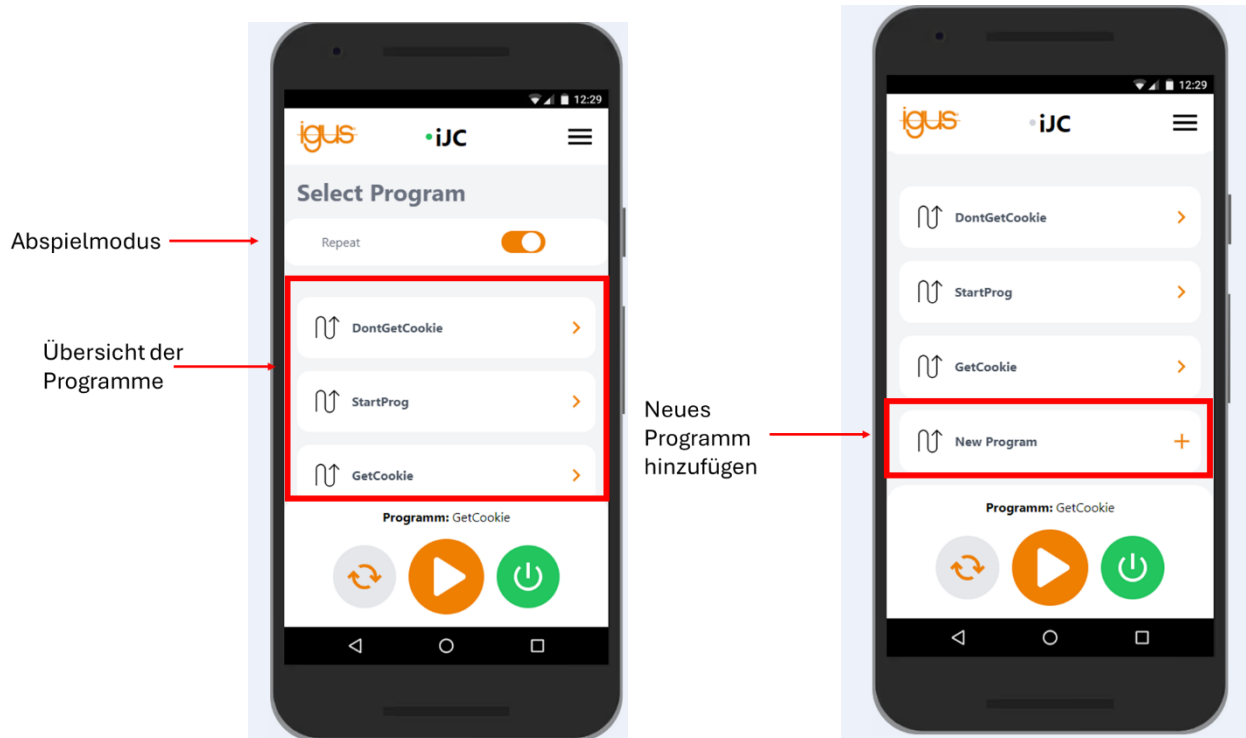 Abspielmodus
Übersicht der
Programme
12:29
igus
iJC
Select Program
Repeat
DontGetCookie
StartProg
GetCookie
Programm: GetCookie
Neues
Programm
hinzufügen
12:29
igus
iJC
DontGetCookie
StartProg
GetCookie
New Program
Programm: GetCookie